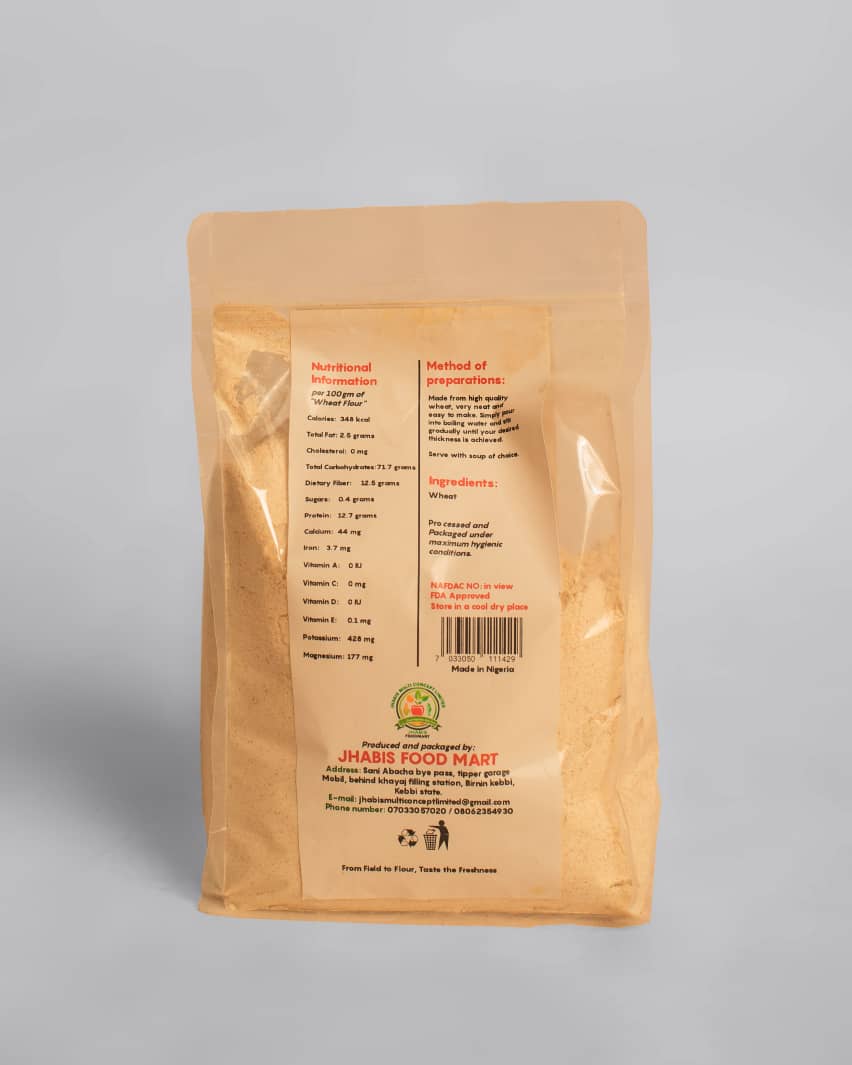 Nutritional
Information
per 100gm of
"Wheat Flour"
Calories: 348 kcal
Total Fat: 2.5 grams
Cholesterol: 0 mg
Total Carbohydrates: 71.7 grams
Dietary Fiber: 12.5 grams
Sugars: 0.4 grams
Protein: 12.7 grams
Calcium: 44 mg
Iron: 3.7 mg
Vitamin A: 0 IU
Vitamin C: 0 mg
Vitamin D: 0 IU
Vitamin E: 0.1 mg
Potassium: 428 mg
Magnesium: 177 mg
Method of
preparations:
Made from high quality
wheat, very neat and
easy to make. Simply pour
into boiling water and stir
gradually until your desired
thickness is achieved.
Serve with soup of choice.
Ingredients:
Wheat
Pro cessed and
Packaged under
maximum hygienic
conditions.
NAFDAC NO: in view
FDA Approved
Store in a cool dry place
7 033050 111429
Made in Nigeria
JHABIS MULTI CONCEPT LIMITED
JHABIS
FOODMART
Produced and packaged by:
JHABIS FOOD MART
Address: Sani Abacha bye pass, tipper garage
Mobil, behind khayaj filling station, Birnin kebbi,
Kebbi state.
E-mail: jhabismulticonceptlimited@gmail.com
Phone number: 07033057020 / 08062354930
From Field to Flour, Taste the Freshness